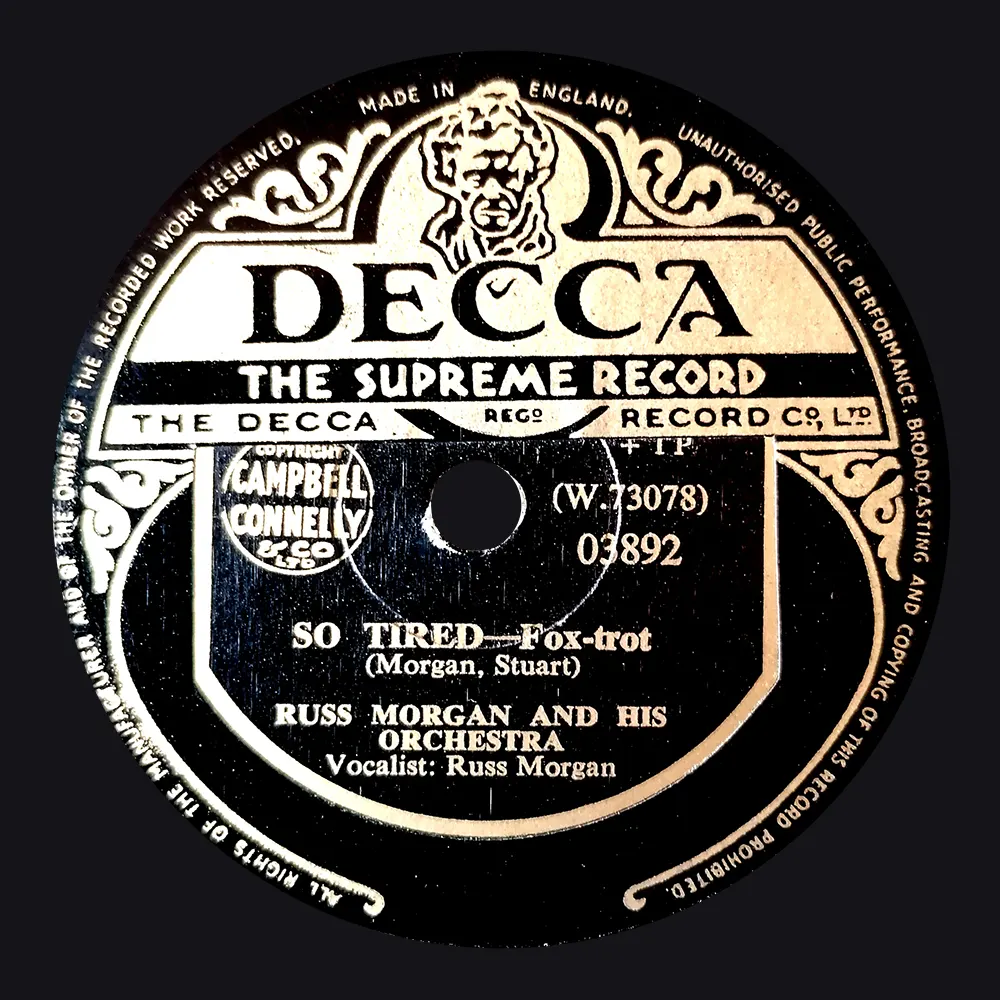 ALL RIGHTS OF THE MANUFACTURER AND OF THE OWNER OF THE RECORDED WORK RESERVED.
MADE IN ENGLAND.
UNAUTHORISED PUBLIC PERFORMANCE, BROADCASTING AND COPYING OF THIS RECORD PROHIBITED.
DECCA
THE SUPREME RECORD
THE DECCA REGD RECORD CO., LTD.
COPYRIGHT
CAMPBELL
CONNELLY
& CO
LTD
(W.73078)
03892
SO TIRED—Fox-trot
(Morgan, Stuart)
RUSS MORGAN AND HIS
ORCHESTRA
Vocalist: Russ Morgan